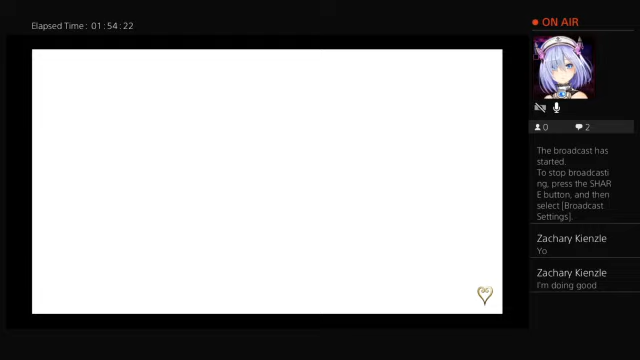 Elapsed Time : 01 : 54 : 22
ON AIR
0
2
The broadcast has
started.
To stop broadcasti
ng, press the SHAR
E button, and then
select [Broadcast
Settings].
Zachary Kienzle
Yo
Zachary Kienzle
I'm doing good